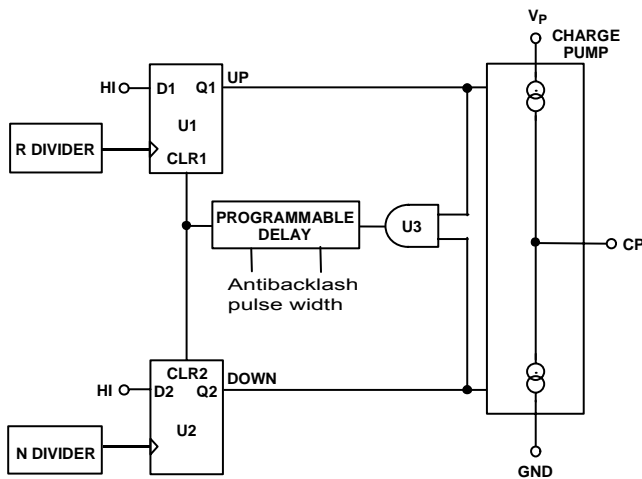 VP
CHARGE
PUMP
HI
D1
Q1
UP
U1
R DIVIDER
CLR1
PROGRAMMABLE
DELAY
U3
CP
Antibacklash
pulse width
CLR2
DOWN
HI
D2
Q2
U2
N DIVIDER
GND